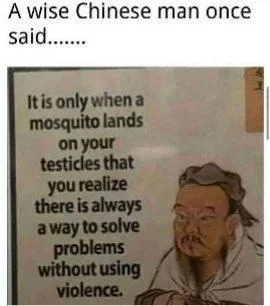 A wise Chinese man once
said.......
It is only when a
mosquito lands
on your
testicles that
you realize
there is always
a way to solve
problems
without using
violence.